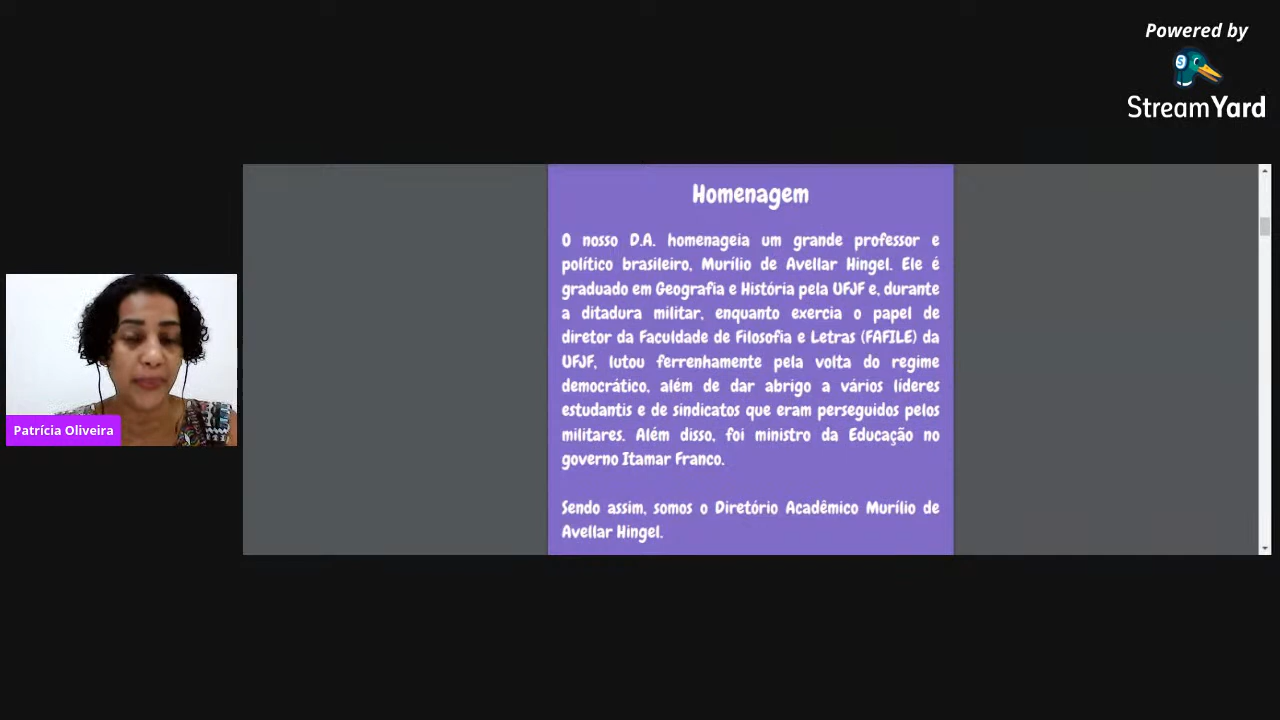 Powered by
StreamYard
Homenagem
O nosso D.A. homenageia um grande professor e
político brasileiro, Murílio de Avellar Hingel. Ele é
graduado em Geografia e História pela UFJF e, durante
a ditadura militar, enquanto exercia o papel de
diretor da Faculdade de Filosofia e Letras (FAFILE) da
UFJF, lutou ferrenhamente pela volta do regime
democrático, além de dar abrigo a vários líderes
estudantis e de sindicatos que eram perseguidos pelos
militares. Além disso, foi ministro da Educação no
governo Itamar Franco.
Sendo assim, somos o Diretório Acadêmico Murílio de
Avellar Hingel.
Patrícia Oliveira